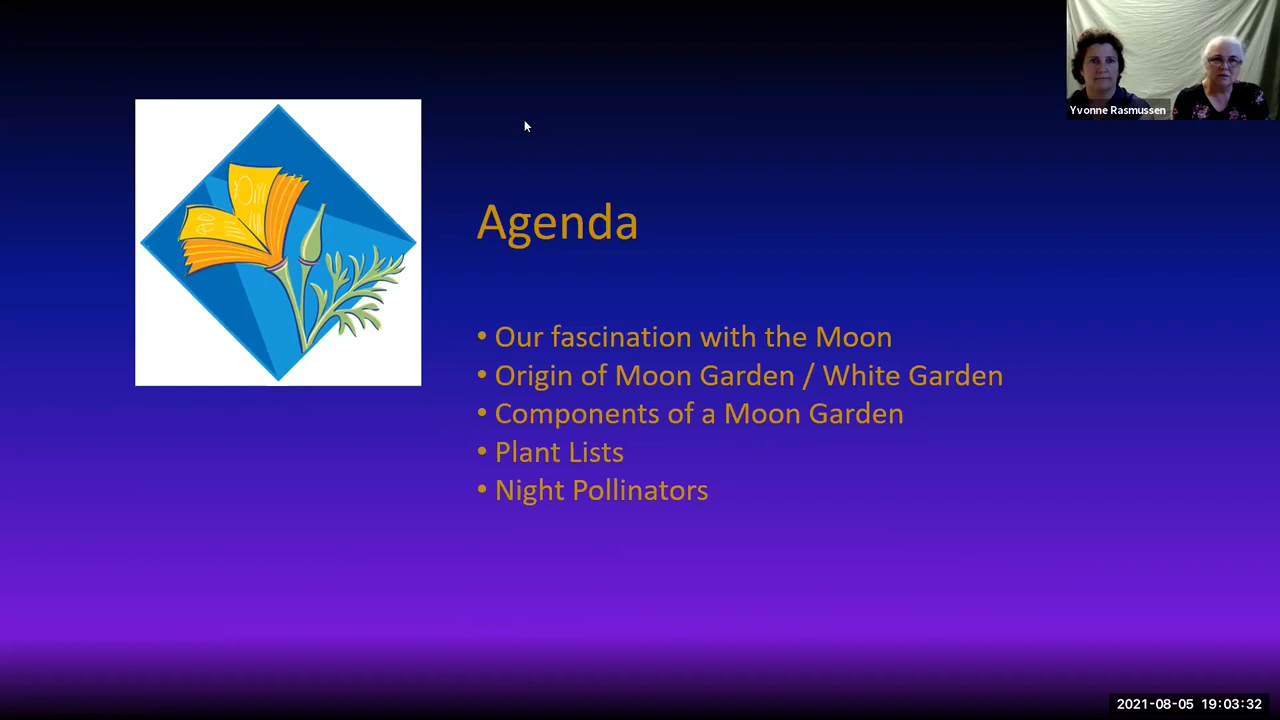 Yvonne Rasmussen
Agenda
• Our fascination with the Moon
• Origin of Moon Garden / White Garden
• Components of a Moon Garden
• Plant Lists
• Night Pollinators
2021-08-05 19:03:32